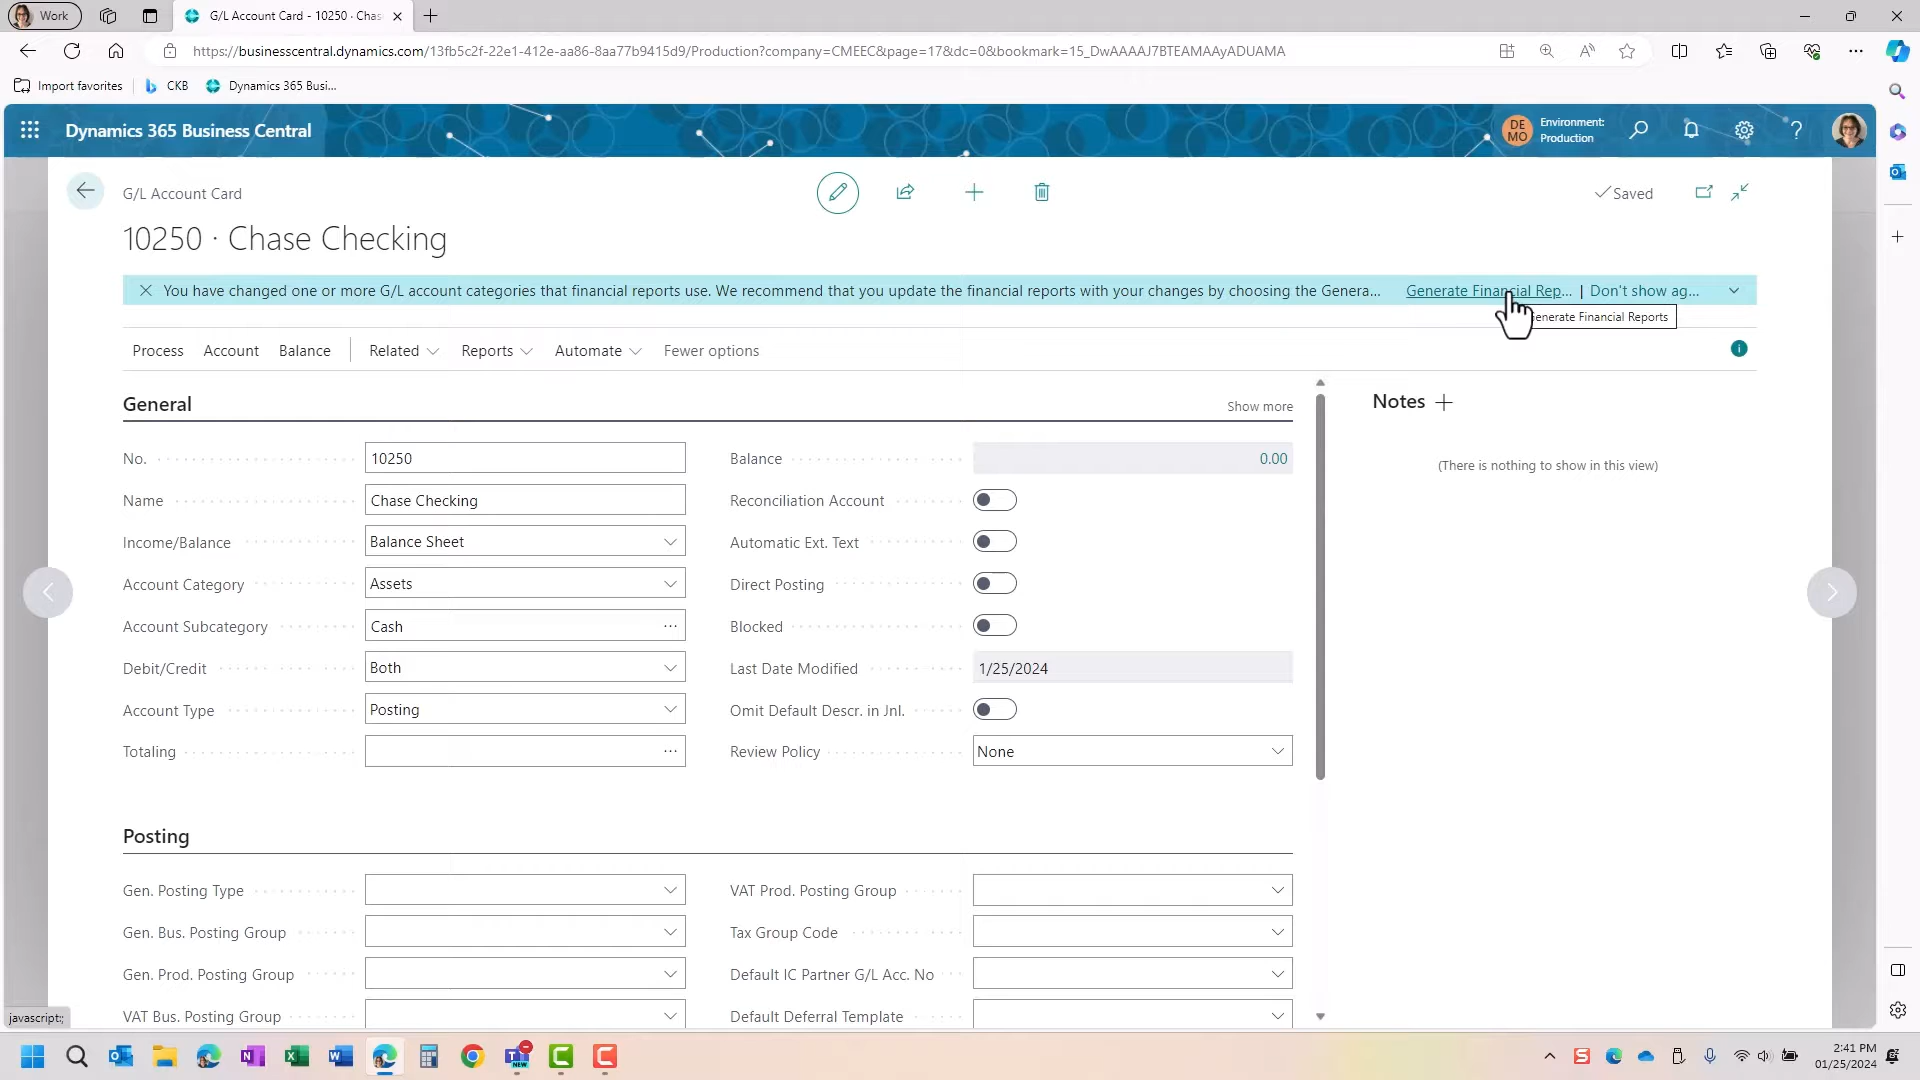 Work
G/L Account Card - 10250 · Chas
https://businesscentral.dynamics.com/13fb5c2f-22e1-412e-aa86-8aa77b9415d9/Production?company=CMEEC&page=17&dc=0&bookmark=15_DwAAAAJ7BTEAMAAyADUAMA
Import favorites
CKB
Dynamics 365 Busi...
Dynamics 365 Business Central
DE
MO
Environment:
Production
G/L Account Card
Saved
10250 · Chase Checking
You have changed one or more G/L account categories that financial reports use. We recommend that you update the financial reports with your changes by choosing the Genera...
Generate Financial Rep... | Don't show ag...
Generate Financial Reports
Process Account Balance Related Reports Automate Fewer options
General
Show more
No. 10250
Name Chase Checking
Income/Balance Balance Sheet
Account Category Assets
Account Subcategory Cash ...
Debit/Credit Both
Account Type Posting
Totaling ...
Balance 0.00
Reconciliation Account
Automatic Ext. Text
Direct Posting
Blocked
Last Date Modified 1/25/2024
Omit Default Descr. in Jnl.
Review Policy None
Notes
(There is nothing to show in this view)
Posting
Gen. Posting Type
Gen. Bus. Posting Group
Gen. Prod. Posting Group
VAT Bus. Posting Group
VAT Prod. Posting Group
Tax Group Code
Default IC Partner G/L Acc. No
Default Deferral Template
javascript:;
2:41 PM
01/25/2024